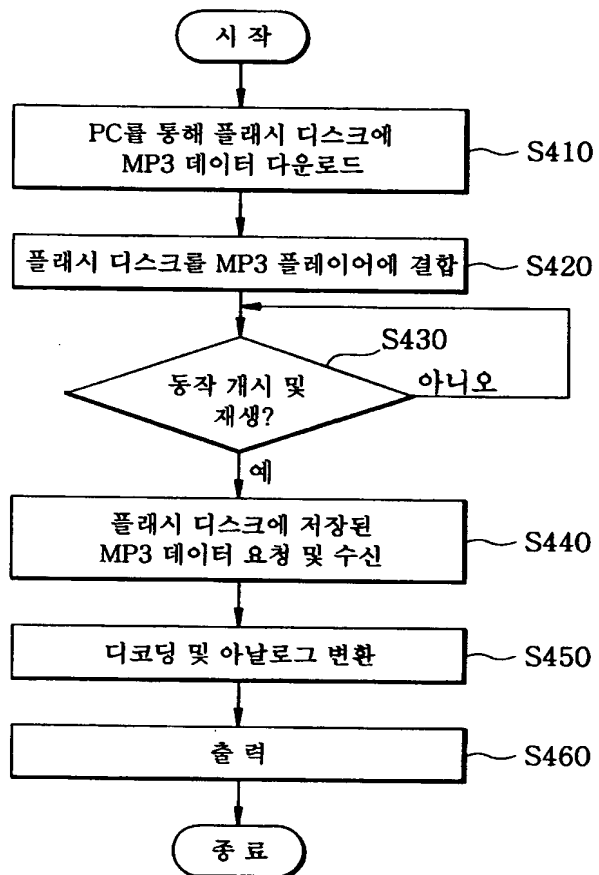 시 작
PC를 통해 플래시 디스크에
MP3 데이터 다운로드
S410
플래시 디스크를 MP3 플레이어에 결합
S420
S430
동작 개시 및
재생?
아니오
예
플래시 디스크에 저장된
MP3 데이터 요청 및 수신
S440
디코딩 및 아날로그 변환
S450
출 력
S460
종 료